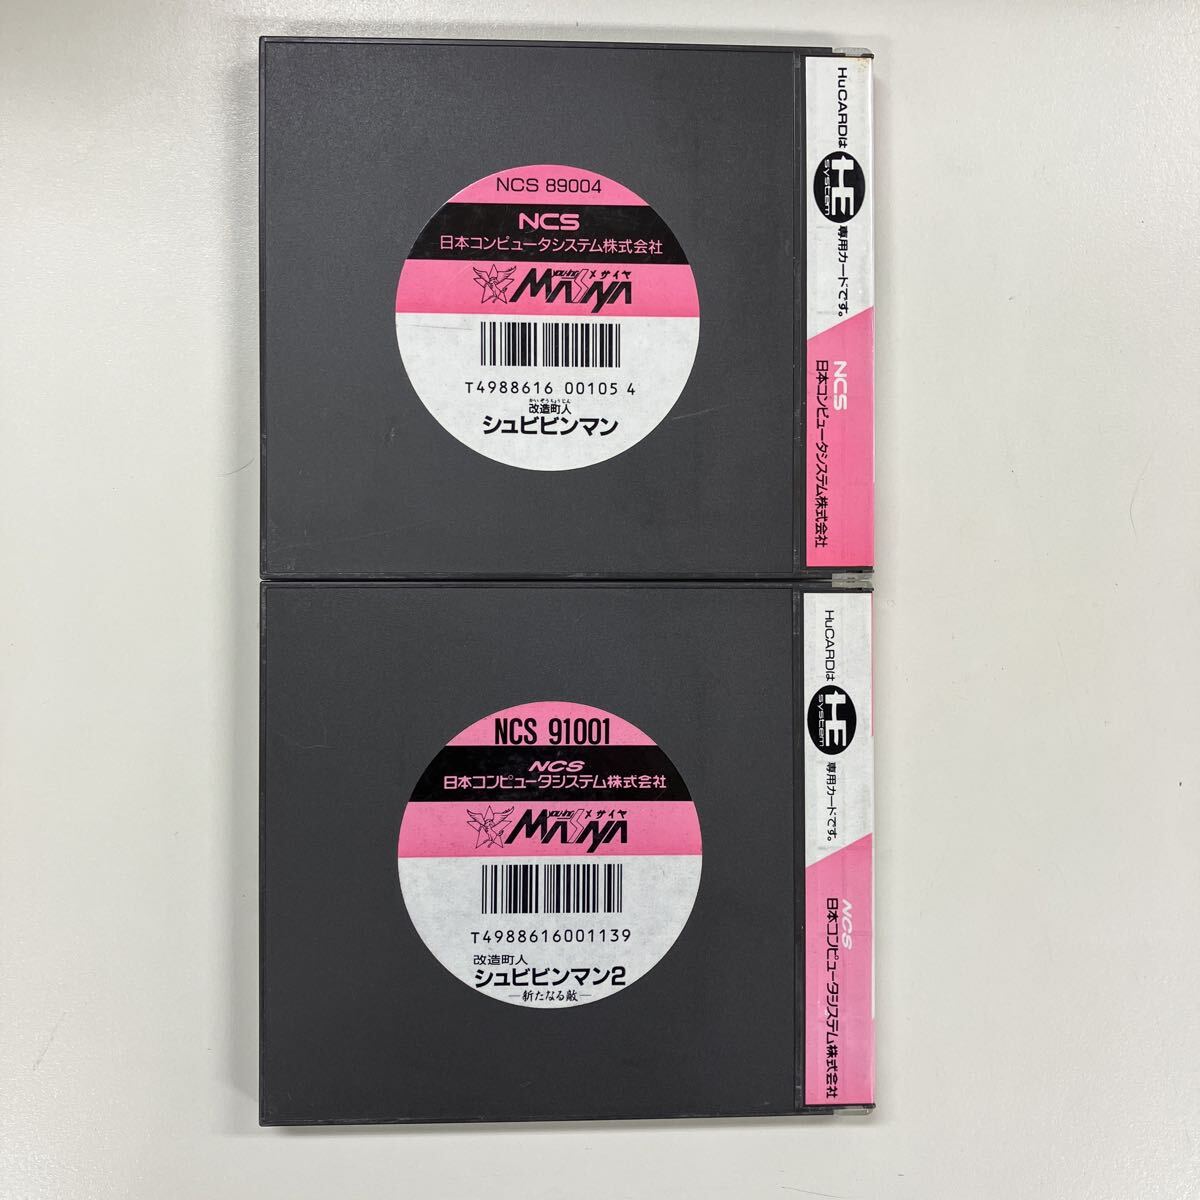 NCS 89004
NCS
日本コンピュータシステム株式会社
メサイヤ
MASAYA
T4988616 00105 4
かいぞうちょうじん
改造町人
シュビビンマン
HuCARDは
HE
system
専用カードです。
NCS
日本コンピュータシステム株式会社
NCS 91001
NCS
日本コンピュータシステム株式会社
メサイヤ
MASAYA
T4988616001139
改造町人
シュビビンマン2
—新たなる敵—
HuCARDは
HE
system
専用カードです。
NCS
日本コンピュータシステム株式会社